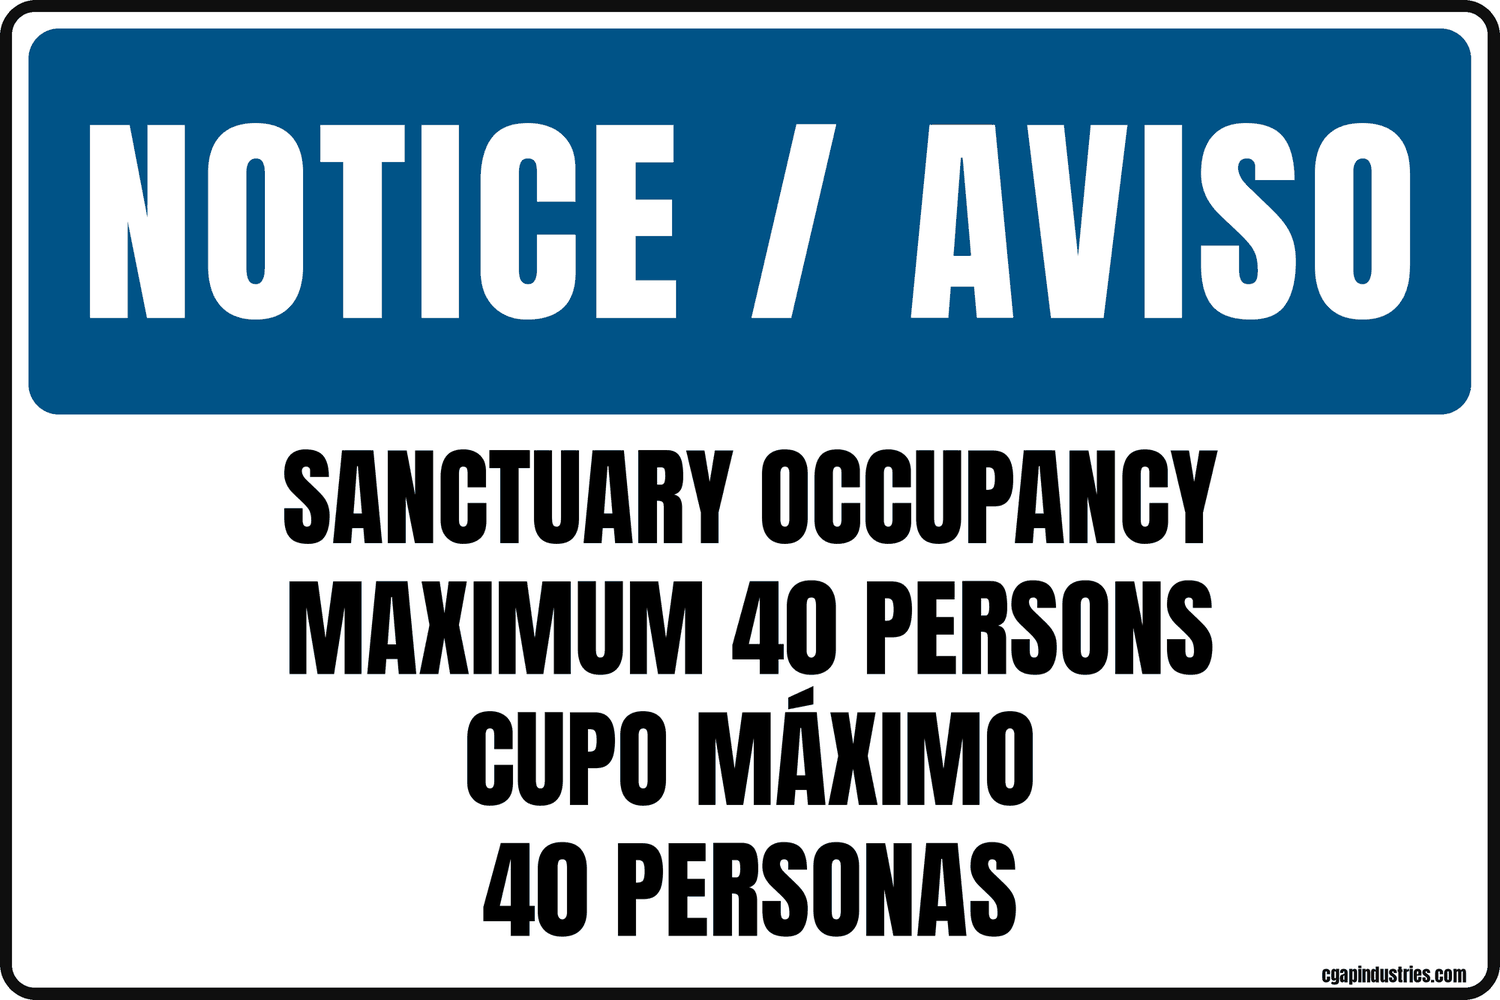 NOTICE / AVISO
SANCTUARY OCCUPANCY
MAXIMUM 40 PERSONS
CUPO MÁXIMO
40 PERSONAS
cgapindustries.com